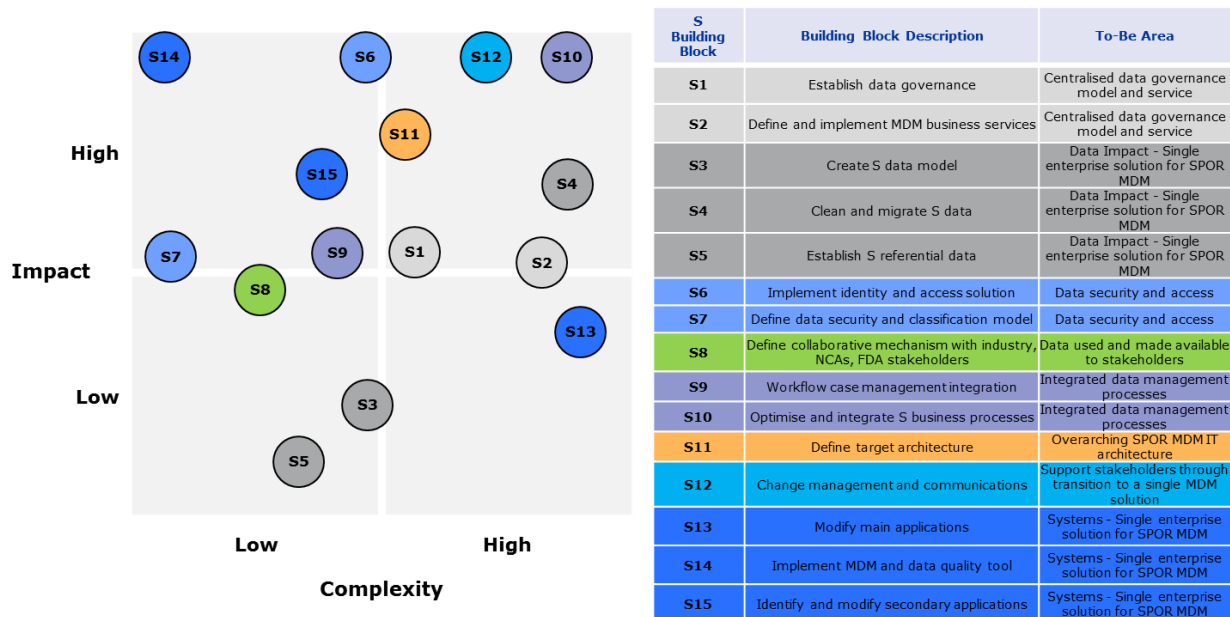 S14
S6
S12
S10
S11
High
S15
S4
S7
S9
S1
S2
Impact
S8
S13
Low
S3
S5
Low
High
Complexity
S
Building
Block
Building Block Description
To-Be Area
S1
Establish data governance
Centralised data governance
model and service
S2
Define and implement MDM business services
Centralised data governance
model and service
S3
Create S data model
Data Impact - Single
enterprise solution for SPOR
MDM
S4
Clean and migrate S data
Data Impact - Single
enterprise solution for SPOR
MDM
S5
Establish S referential data
Data Impact - Single
enterprise solution for SPOR
MDM
S6
Implement identity and access solution
Data security and access
S7
Define data security and classification model
Data security and access
S8
Define collaborative mechanism with industry,
NCAs, FDA stakeholders
Data used and made available
to stakeholders
S9
Workflow case management integration
Integrated data management
processes
S10
Optimise and integrate S business processes
Integrated data management
processes
S11
Define target architecture
Overarching SPOR MDM IT
architecture
S12
Change management and communications
Support stakeholders through
transition to a single MDM
solution
S13
Modify main applications
Systems - Single enterprise
solution for SPOR MDM
S14
Implement MDM and data quality tool
Systems - Single enterprise
solution for SPOR MDM
S15
Identify and modify secondary applications
Systems - Single enterprise
solution for SPOR MDM